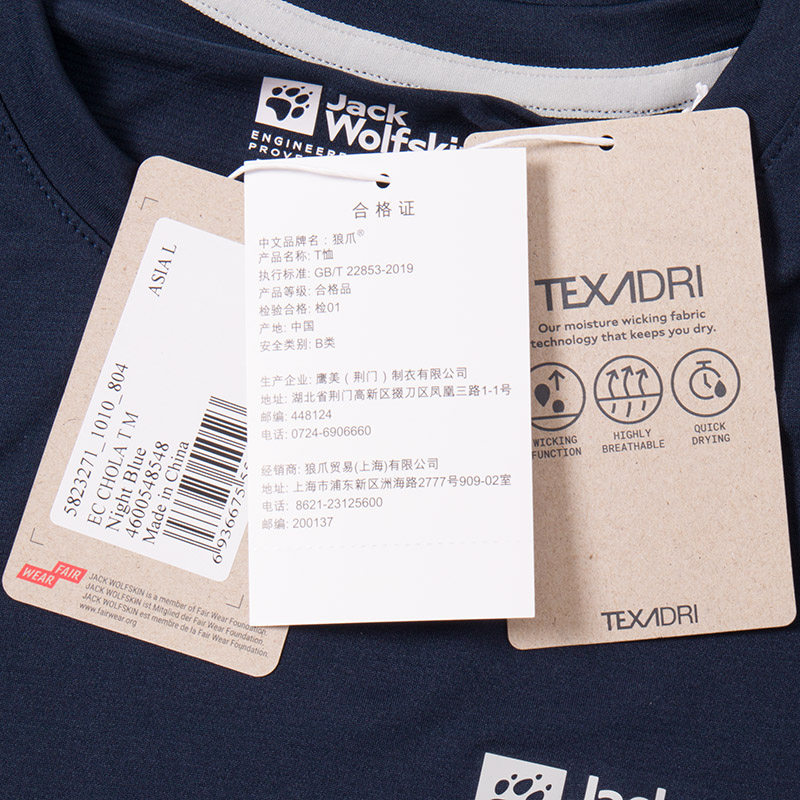 Jack
Wolfskin
ENGINEERE
PROVE
ASIA L
5823271_1010_804
EC CHOLA T M
Night Blue
4600548548
Made in China
6 936675
WEAR FAIR
JACK WOLFSKIN is a member of Fair Wear Foundation.
JACK WOLFSKIN ist Mitglied der Fair Wear Foundation.
JACK WOLFSKIN est membre de la Fair Wear Foundation.
www.fairwear.org
合格证
中文品牌名: 狼爪®
产品名称: T恤
执行标准: GB/T 22853-2019
产品等级: 合格品
检验合格: 检01
产地: 中国
安全类别: B类
生产企业: 鹰美（荆门）制衣有限公司
地址: 湖北省荆门高新区掇刀区凤凰三路1-1号
邮编: 448124
电话: 0724-6906660
经销商: 狼爪贸易(上海)有限公司
地址: 上海市浦东新区洲海路2777号909-02室
电话: 8621-23125600
邮编: 200137
TEXADRI
Our moisture wicking fabric
technology that keeps you dry.
WICKING
FUNCTION
HIGHLY
BREATHABLE
QUICK
DRYING
TEXADRI
Jack